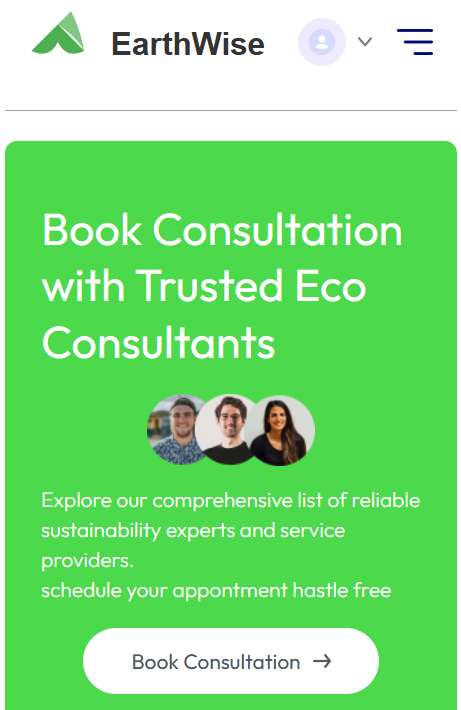 EarthWise
Book Consultation
with Trusted Eco
Consultants
Explore our comprehensive list of reliable
sustainability experts and service
providers.
schedule your appontment hastle free
Book Consultation →